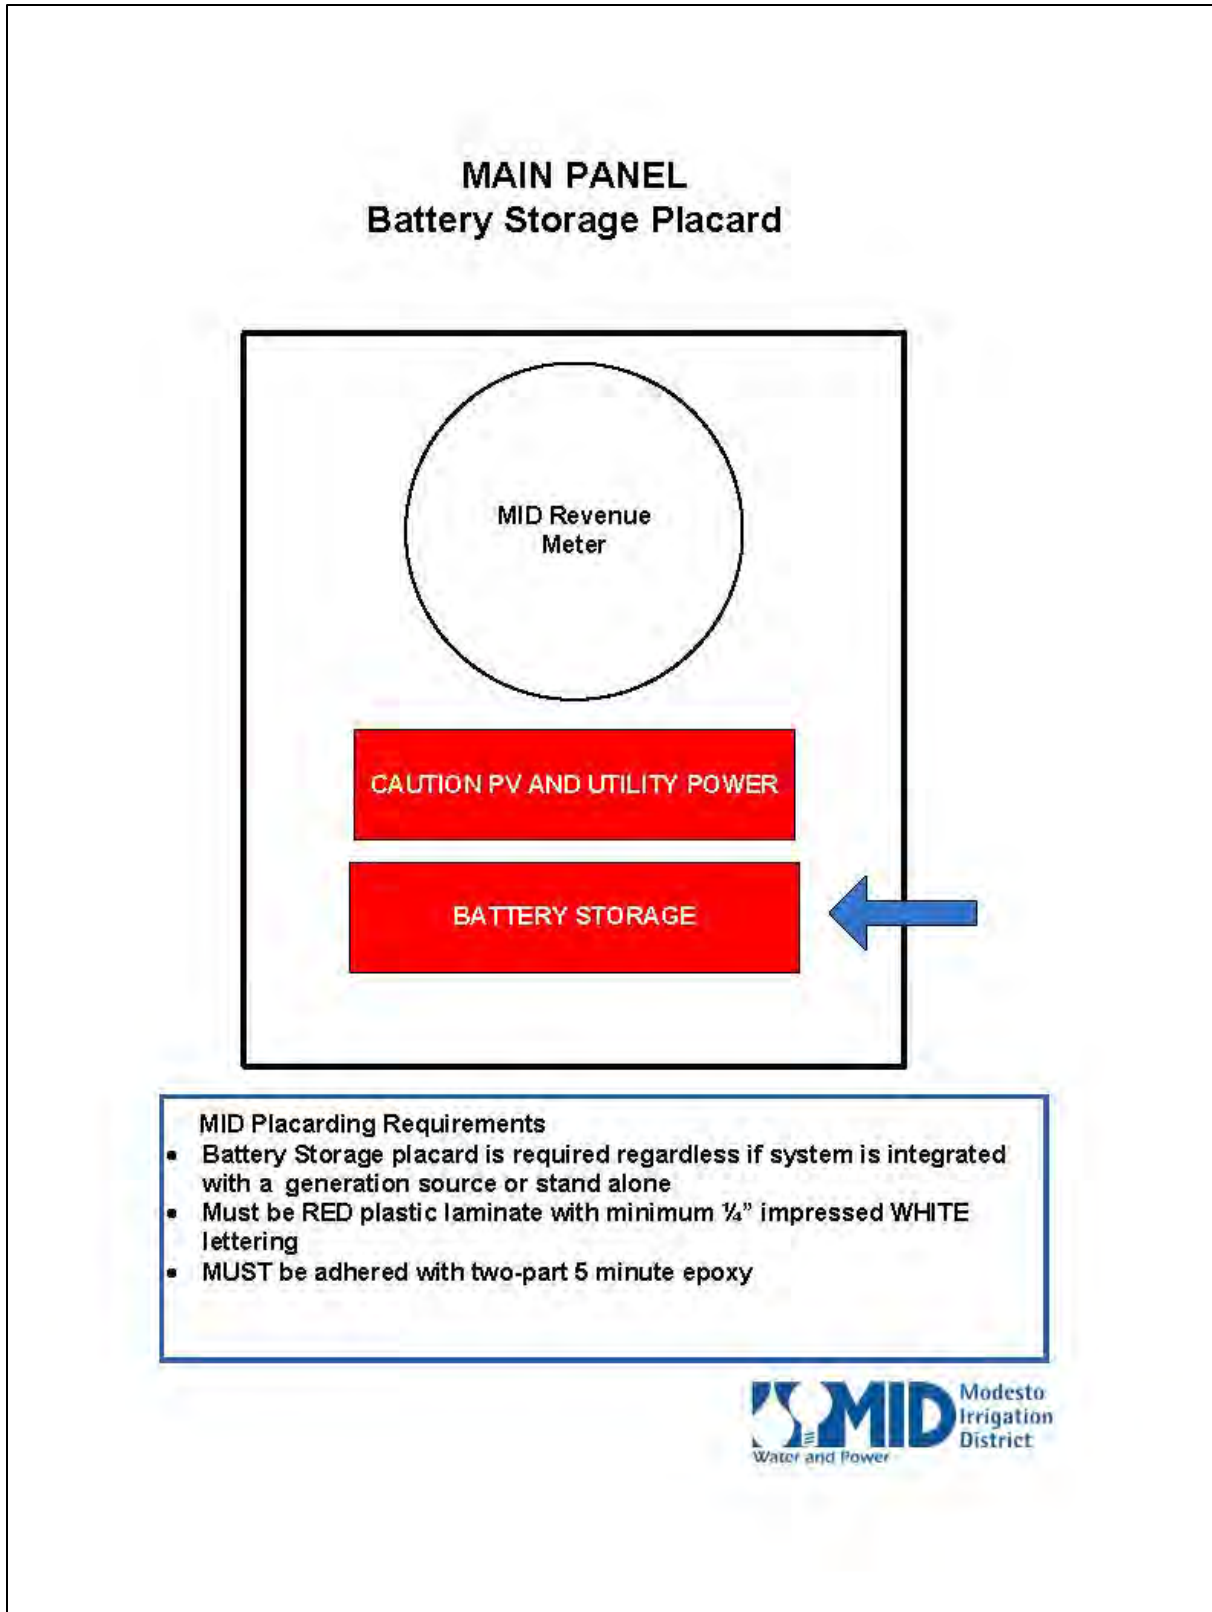 MAIN PANEL
Battery Storage Placard
MID Revenue
Meter
CAUTION PV AND UTILITY POWER
BATTERY STORAGE
MID Placarding Requirements
• Battery Storage placard is required regardless if system is integrated
with a generation source or stand alone
• Must be RED plastic laminate with minimum ¼” impressed WHITE
lettering
• MUST be adhered with two-part 5 minute epoxy
MID
Modesto
Irrigation
District
Water and Power